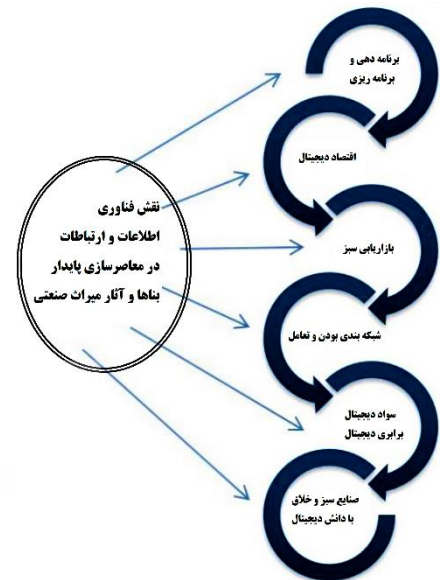 برنامه دهی و
برنامه ریزی
اقتصاد دیجیتال
نقش فناوری
اطلاعات و ارتباطات
در معاصرسازی پایدار
بناها و آثار میراث صنعتی
بازاریابی سبز
شبکه بندی بودن و تعامل
سواد دیجیتال
برابری دیجیتال
صنایع سبز و خلاق
با دانش دیجیتال